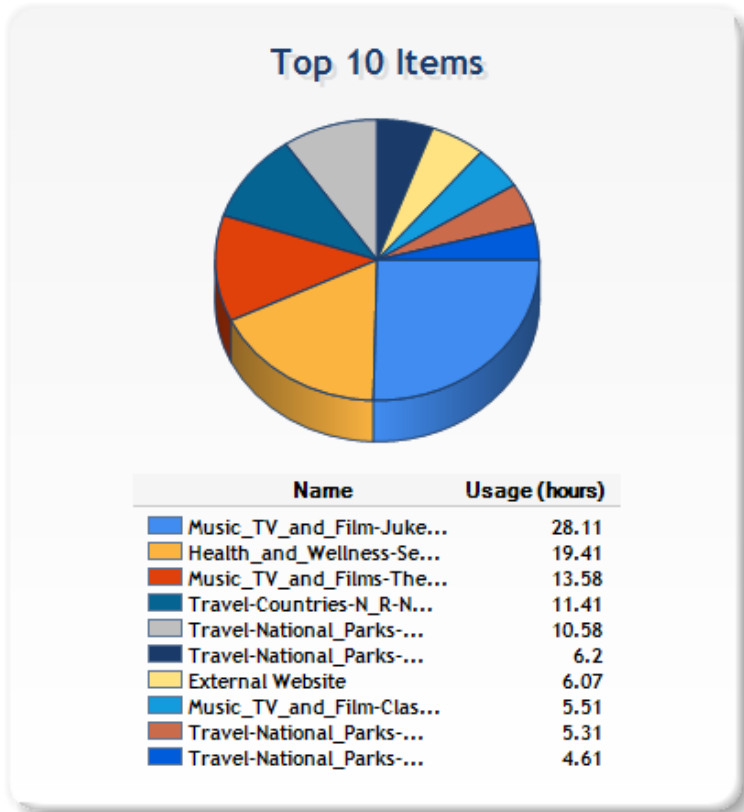 Top 10 Items
Name Usage (hours)
Music_TV_and_Film-Juke... 28.11
Health_and_Wellness-Se... 19.41
Music_TV_and_Films-The... 13.58
Travel-Countries-N_R-N... 11.41
Travel-National_Parks-... 10.58
Travel-National_Parks-... 6.2
External Website 6.07
Music_TV_and_Film-Clas... 5.51
Travel-National_Parks-... 5.31
Travel-National_Parks-... 4.61